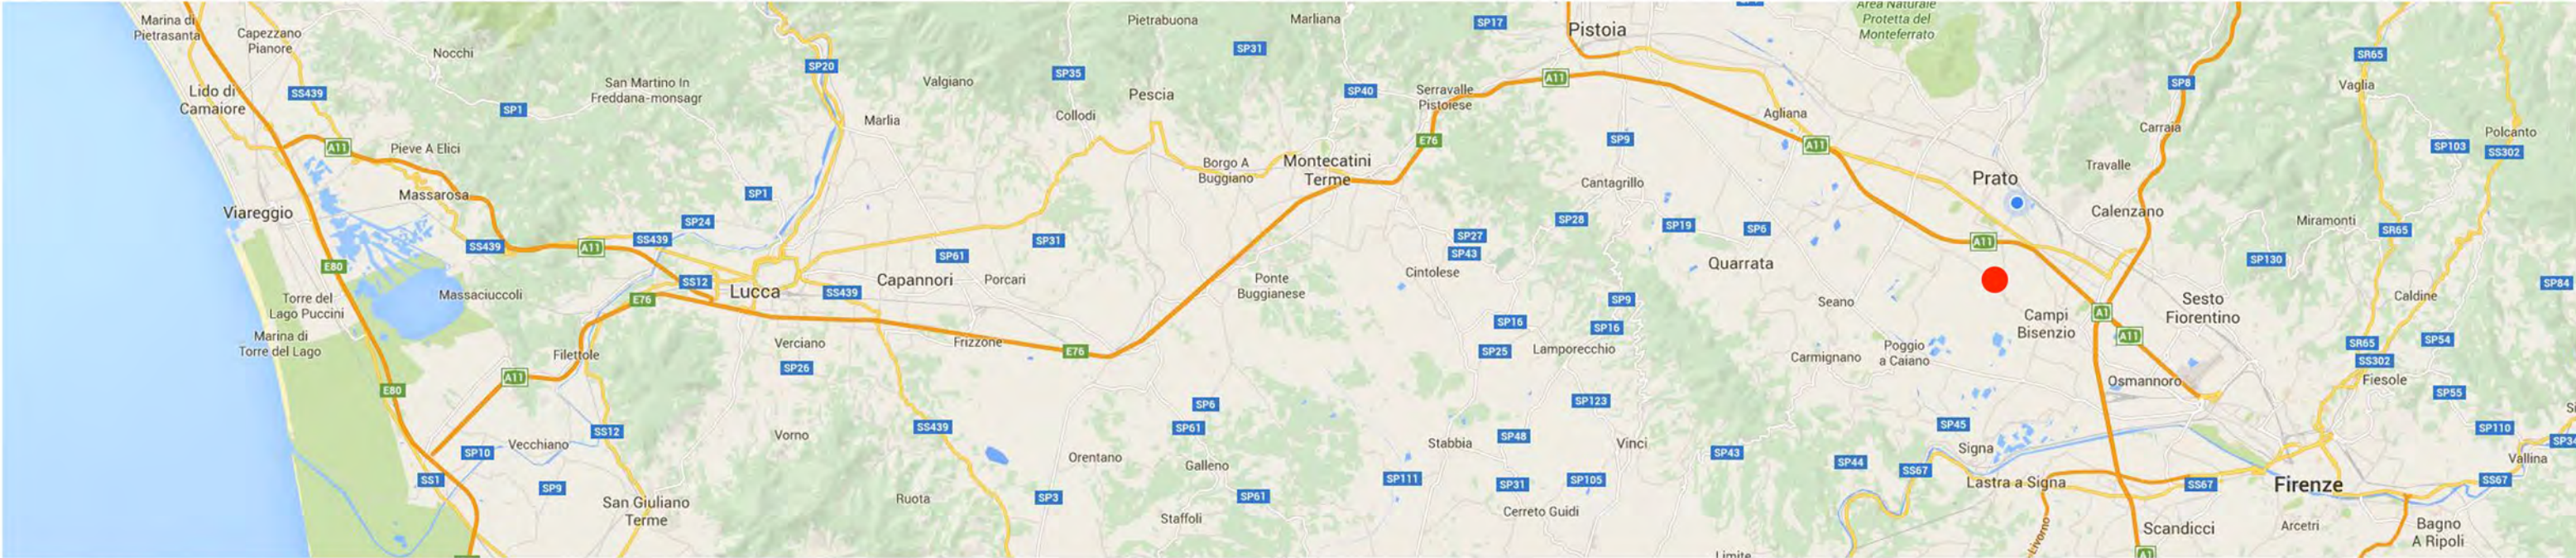 Marina di
Pietrasanta
Capezzano
Pianore
Nocchi
SP20
Pietrabuona
Marliana
SP17
Pistoia
Area Naturale
Protetta del
Monteferrato
SP31
SR65
Lido di
Camaiore
SS439
San Martino In
Freddana-monsagr
SP1
Valgiano
SP35
Pescia
SP40
Serravalle
Pistoiese
A11
SP8
Vaglia
Marlia
Collodi
Agliana
Carraia
Polcanto
A11
Pieve A Elici
E76
SP9
A11
SP103
SS302
Massarosa
SP1
Borgo A
Buggiano
Montecatini
Terme
Cantagrillo
Prato
Travalle
Viareggio
SP24
SP28
SP19
SP6
Calenzano
Miramonti
SS439
A11
SS439
SP61
SP31
SP27
SP43
A11
SR65
E80
SS12
Lucca
SS439
Capannori
Porcari
Ponte
Buggianese
Cintolese
Quarrata
SP130
SP84
Massaciuccoli
E76
Torre del
Lago Puccini
SP9
Seano
Sesto
Fiorentino
Caldine
Marina di
Torre del Lago
Filettole
Verciano
SP26
Frizzone
E76
SP16
SP16
SP25
Lamporecchio
Carmignano
Poggio
a Caiano
Campi
Bisenzio
A1
A11
SR65
SS302
SP54
E80
A11
SP6
SP61
SP123
Osmannoro
Fiesole
SP55
SS12
SS439
Vecchiano
Vorno
Stabbia
SP48
Vinci
SP45
Signa
SP110
SP34
SP10
SS1
SP9
Orentano
Galleno
SP43
SP44
SS67
Vallina
San Giuliano
Terme
Ruota
SP3
SP61
SP111
SP31
SP105
Lastra a Signa
SS67
Firenze
SS67
Staffoli
Cerreto Guidi
Livorno
Scandicci
Arcetri
Bagno
A Ripoli
Limite
A1